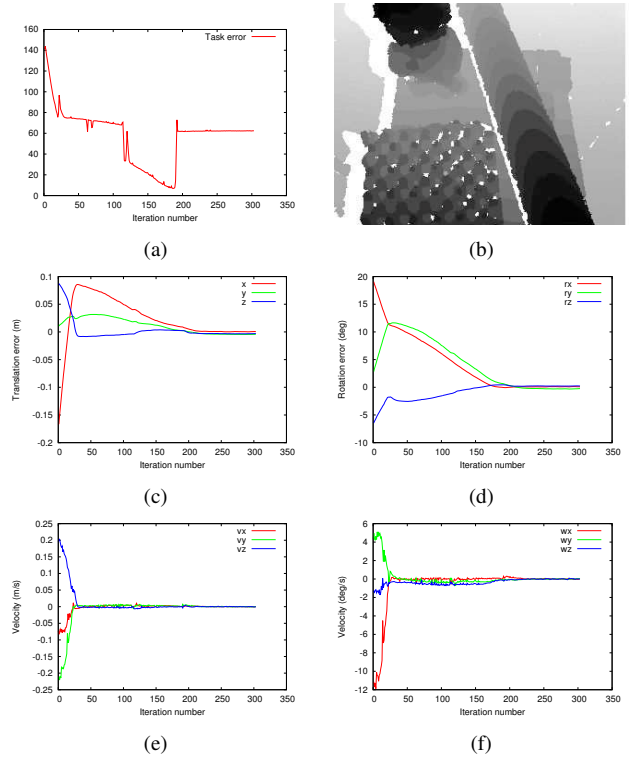 160
140
120
100
80
60
40
20
0
0 50 100 150 200 250 300 350
Task error
Iteration number
(a)
(b)
0.1
0.05
0
-0.05
-0.1
-0.15
-0.2
0 50 100 150 200 250 300 350
Translation error (m)
x
y
z
Iteration number
(c)
20
15
10
5
0
-5
-10
0 50 100 150 200 250 300 350
Rotation error (deg)
rx
ry
rz
Iteration number
(d)
0.25
0.2
0.15
0.1
0.05
0
-0.05
-0.1
-0.15
-0.2
-0.25
0 50 100 150 200 250 300 350
Velocity (m/s)
vx
vy
vz
Iteration number
(e)
6
4
2
0
-2
-4
-6
-8
-10
-12
0 50 100 150 200 250 300 350
Velocity (deg/s)
wx
wy
wz
Iteration number
(f)